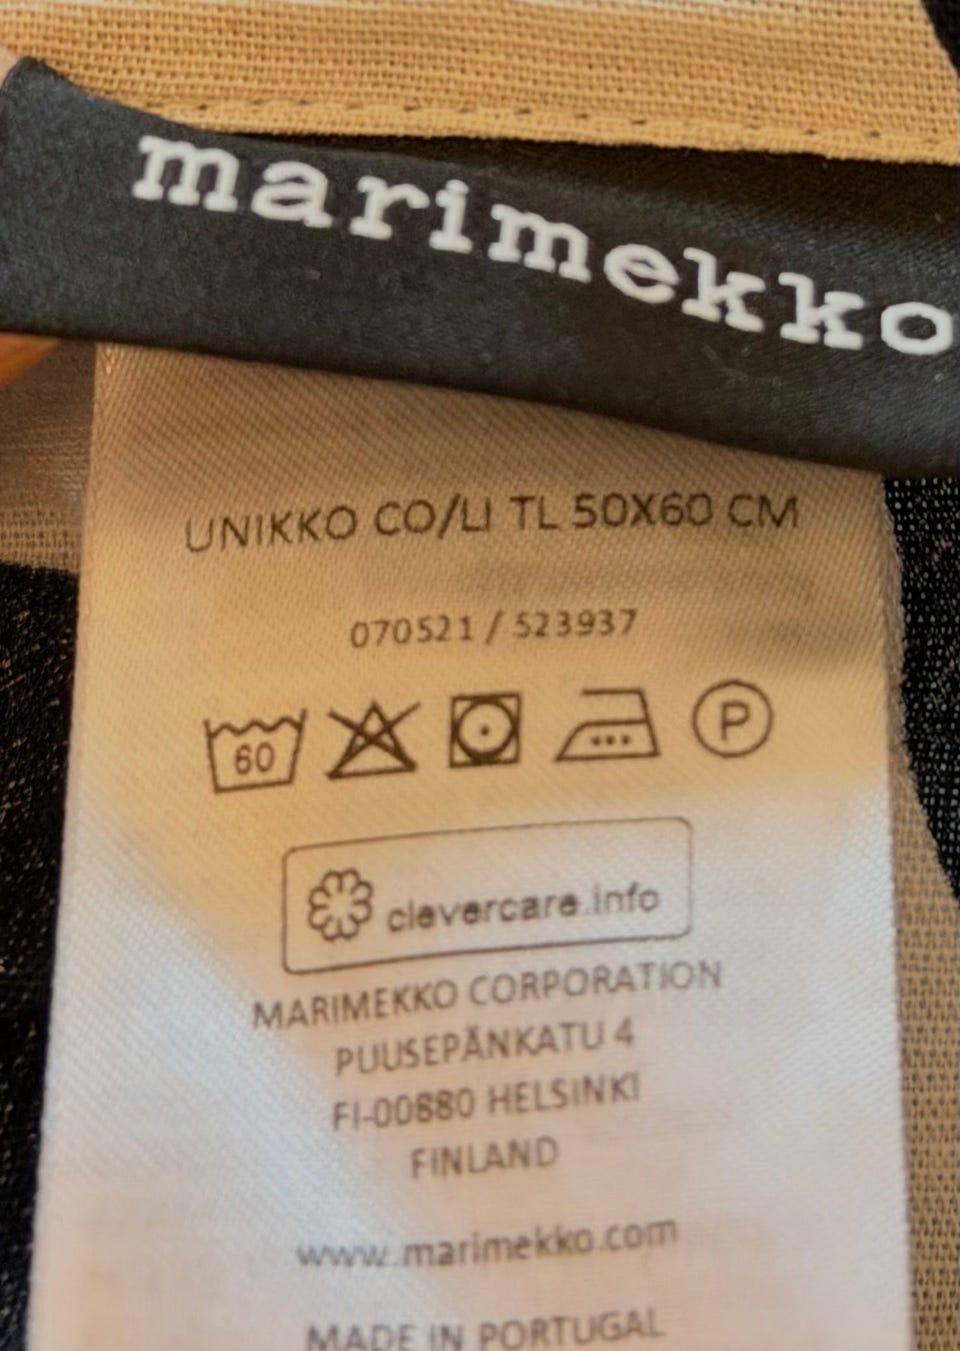 marimekko
UNIKKO CO/LI TL 50X60 CM
070521 / 523937
60 P
clevercare.info
MARIMEKKO CORPORATION
PUUSEPÄNKATU 4
FI-00880 HELSINKI
FINLAND
www.marimekko.com
MADE IN PORTUGAL